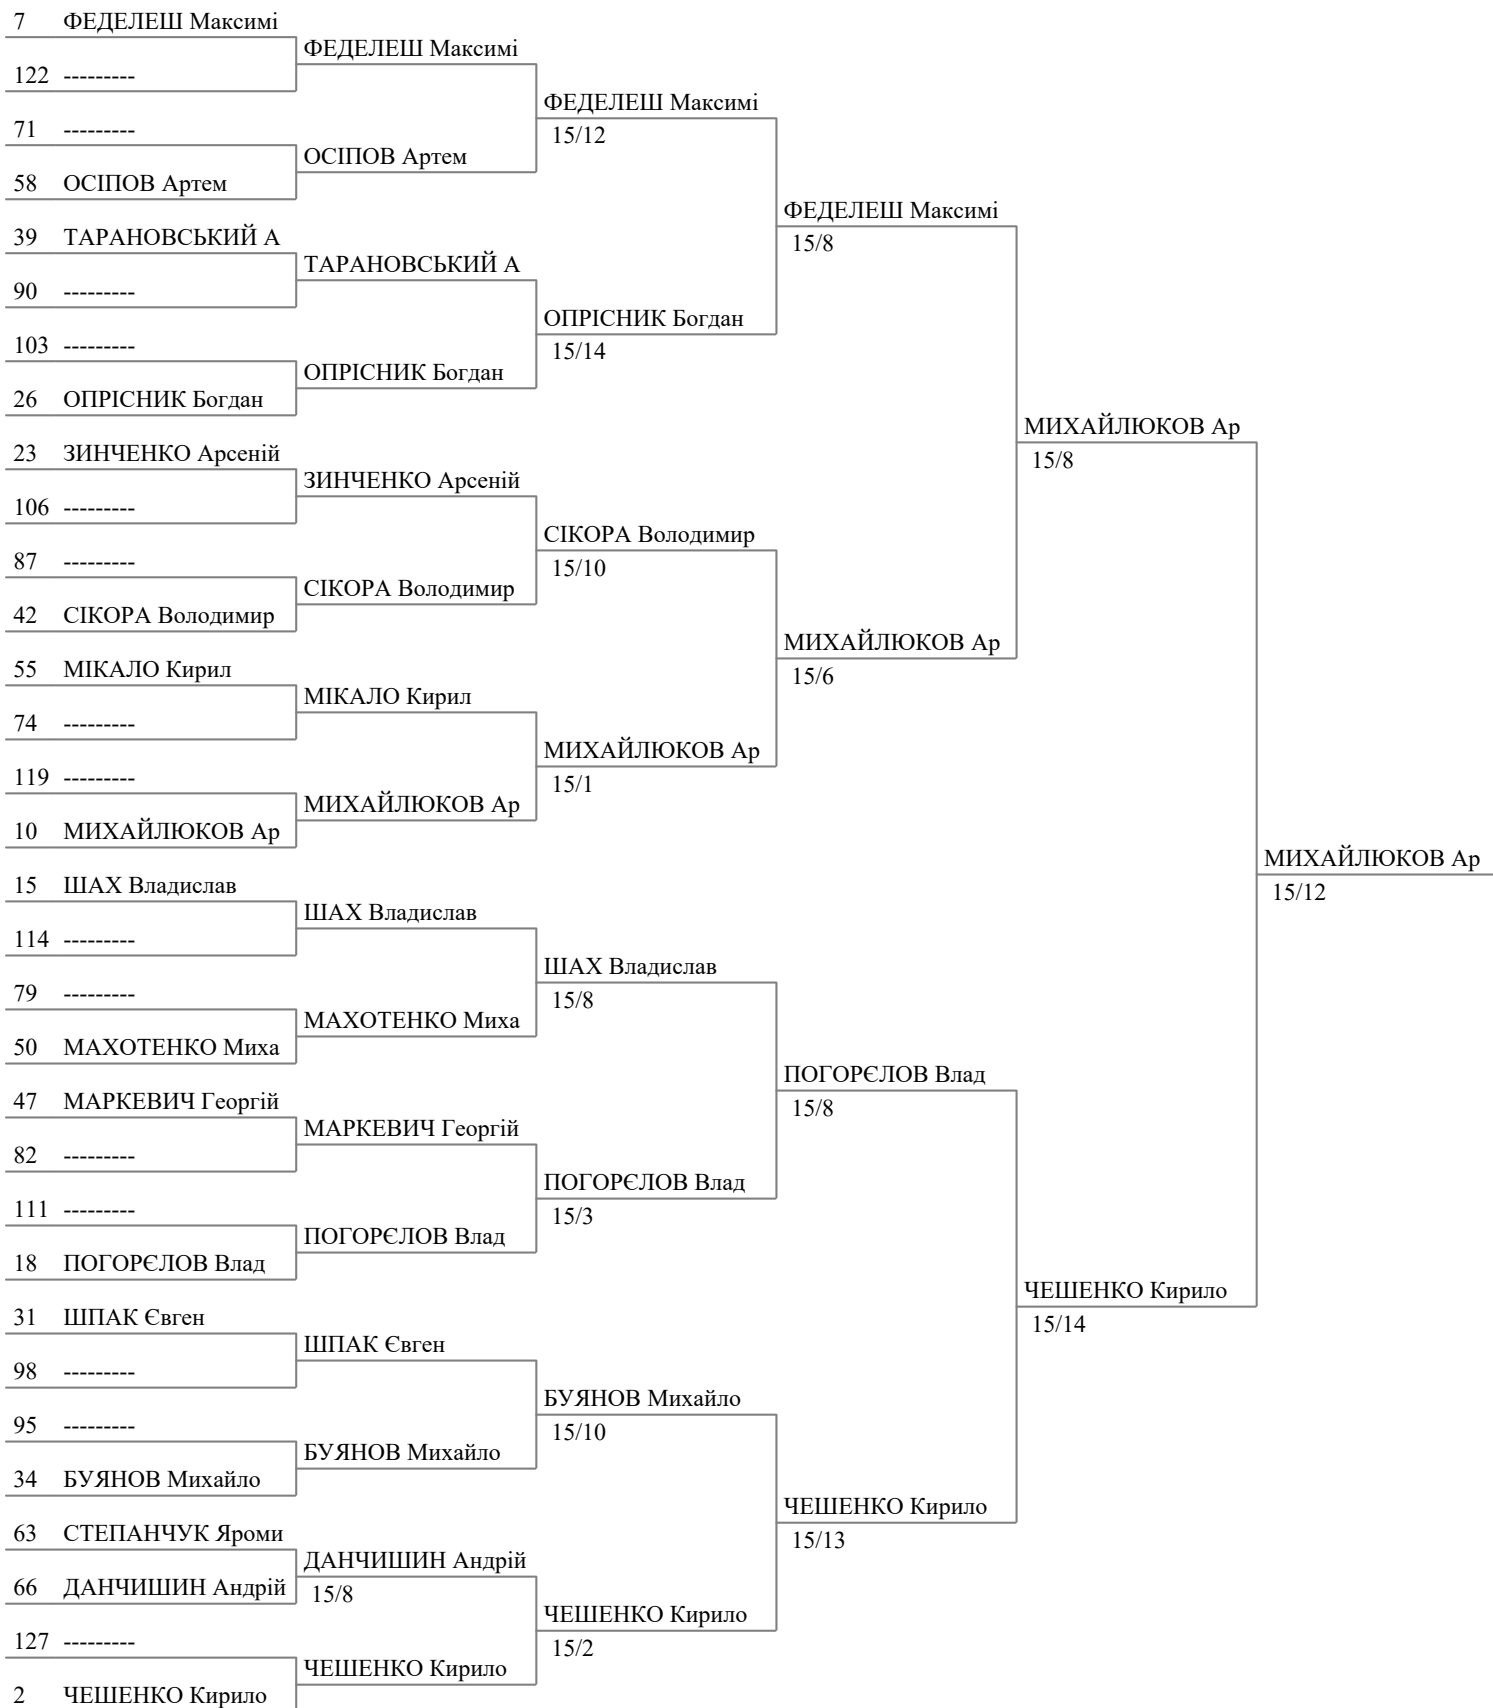 7 ФЕДЕЛЕШ Максимі
122 ---------
71 ---------
58 ОСІПОВ Артем
39 ТАРАНОВСЬКИЙ А
90 ---------
103 ---------
26 ОПРІСНИК Богдан
23 ЗИНЧЕНКО Арсеній
106 ---------
87 ---------
42 СІКОРА Володимир
55 МІКАЛО Кирил
74 ---------
119 ---------
10 МИХАЙЛЮКОВ Ар
15 ШАХ Владислав
114 ---------
79 ---------
50 МАХОТЕНКО Миха
47 МАРКЕВИЧ Георгій
82 ---------
111 ---------
18 ПОГОРЄЛОВ Влад
31 ШПАК Євген
98 ---------
95 ---------
34 БУЯНОВ Михайло
63 СТЕПАНЧУК Яроми
66 ДАНЧИШИН Андрій
127 ---------
2 ЧЕШЕНКО Кирило
ФЕДЕЛЕШ Максимі
ОСІПОВ Артем
ТАРАНОВСЬКИЙ А
ОПРІСНИК Богдан
ЗИНЧЕНКО Арсеній
СІКОРА Володимир
МІКАЛО Кирил
МИХАЙЛЮКОВ Ар
ШАХ Владислав
МАХОТЕНКО Миха
МАРКЕВИЧ Георгій
ПОГОРЄЛОВ Влад
ШПАК Євген
БУЯНОВ Михайло
ДАНЧИШИН Андрій
15/8
ЧЕШЕНКО Кирило
ФЕДЕЛЕШ Максимі
15/12
ОПРІСНИК Богдан
15/14
СІКОРА Володимир
15/10
МИХАЙЛЮКОВ Ар
15/1
ШАХ Владислав
15/8
ПОГОРЄЛОВ Влад
15/3
БУЯНОВ Михайло
15/10
ЧЕШЕНКО Кирило
15/2
ФЕДЕЛЕШ Максимі
15/8
МИХАЙЛЮКОВ Ар
15/6
ПОГОРЄЛОВ Влад
15/8
ЧЕШЕНКО Кирило
15/13
МИХАЙЛЮКОВ Ар
15/8
ЧЕШЕНКО Кирило
15/14
МИХАЙЛЮКОВ Ар
15/12